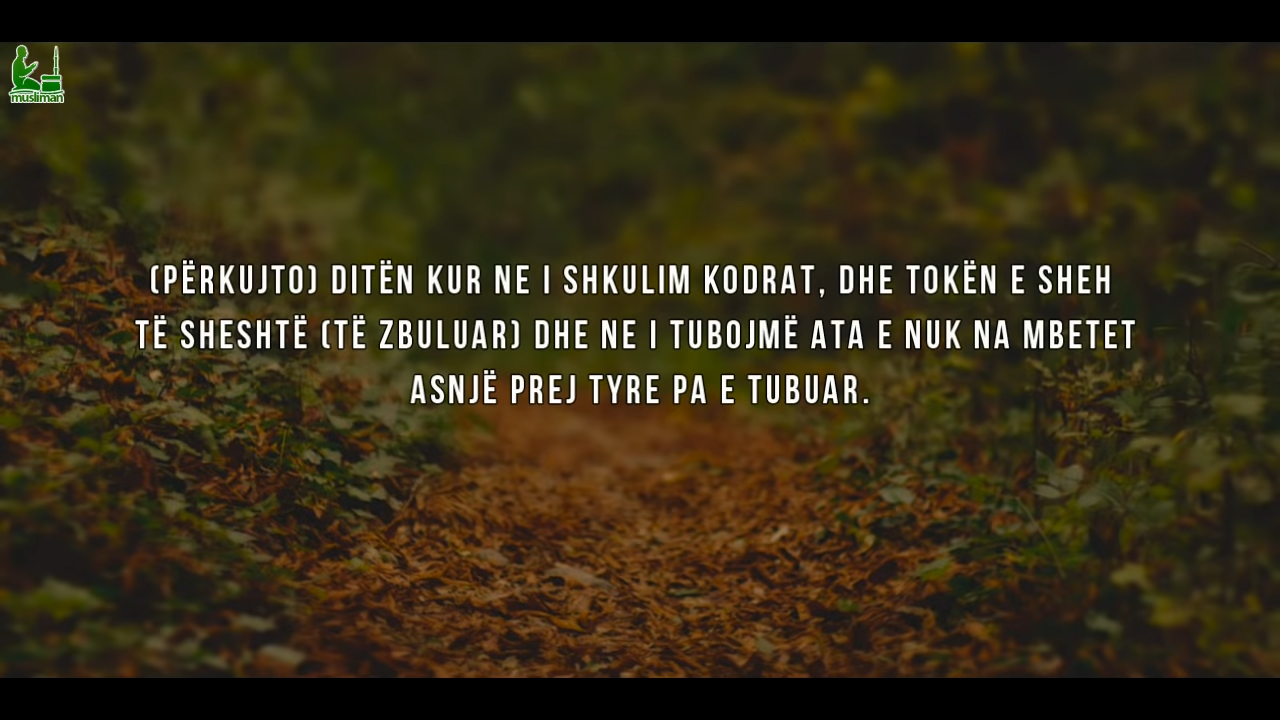 musliman
(PËRKUJTO) DITËN KUR NE I SHKULIM KODRAT, DHE TOKËN E SHEH
TË SHESHTË (TË ZBULUAR) DHE NE I TUBOJMË ATA E NUK NA MBETET
ASNJË PREJ TYRE PA E TUBUAR.